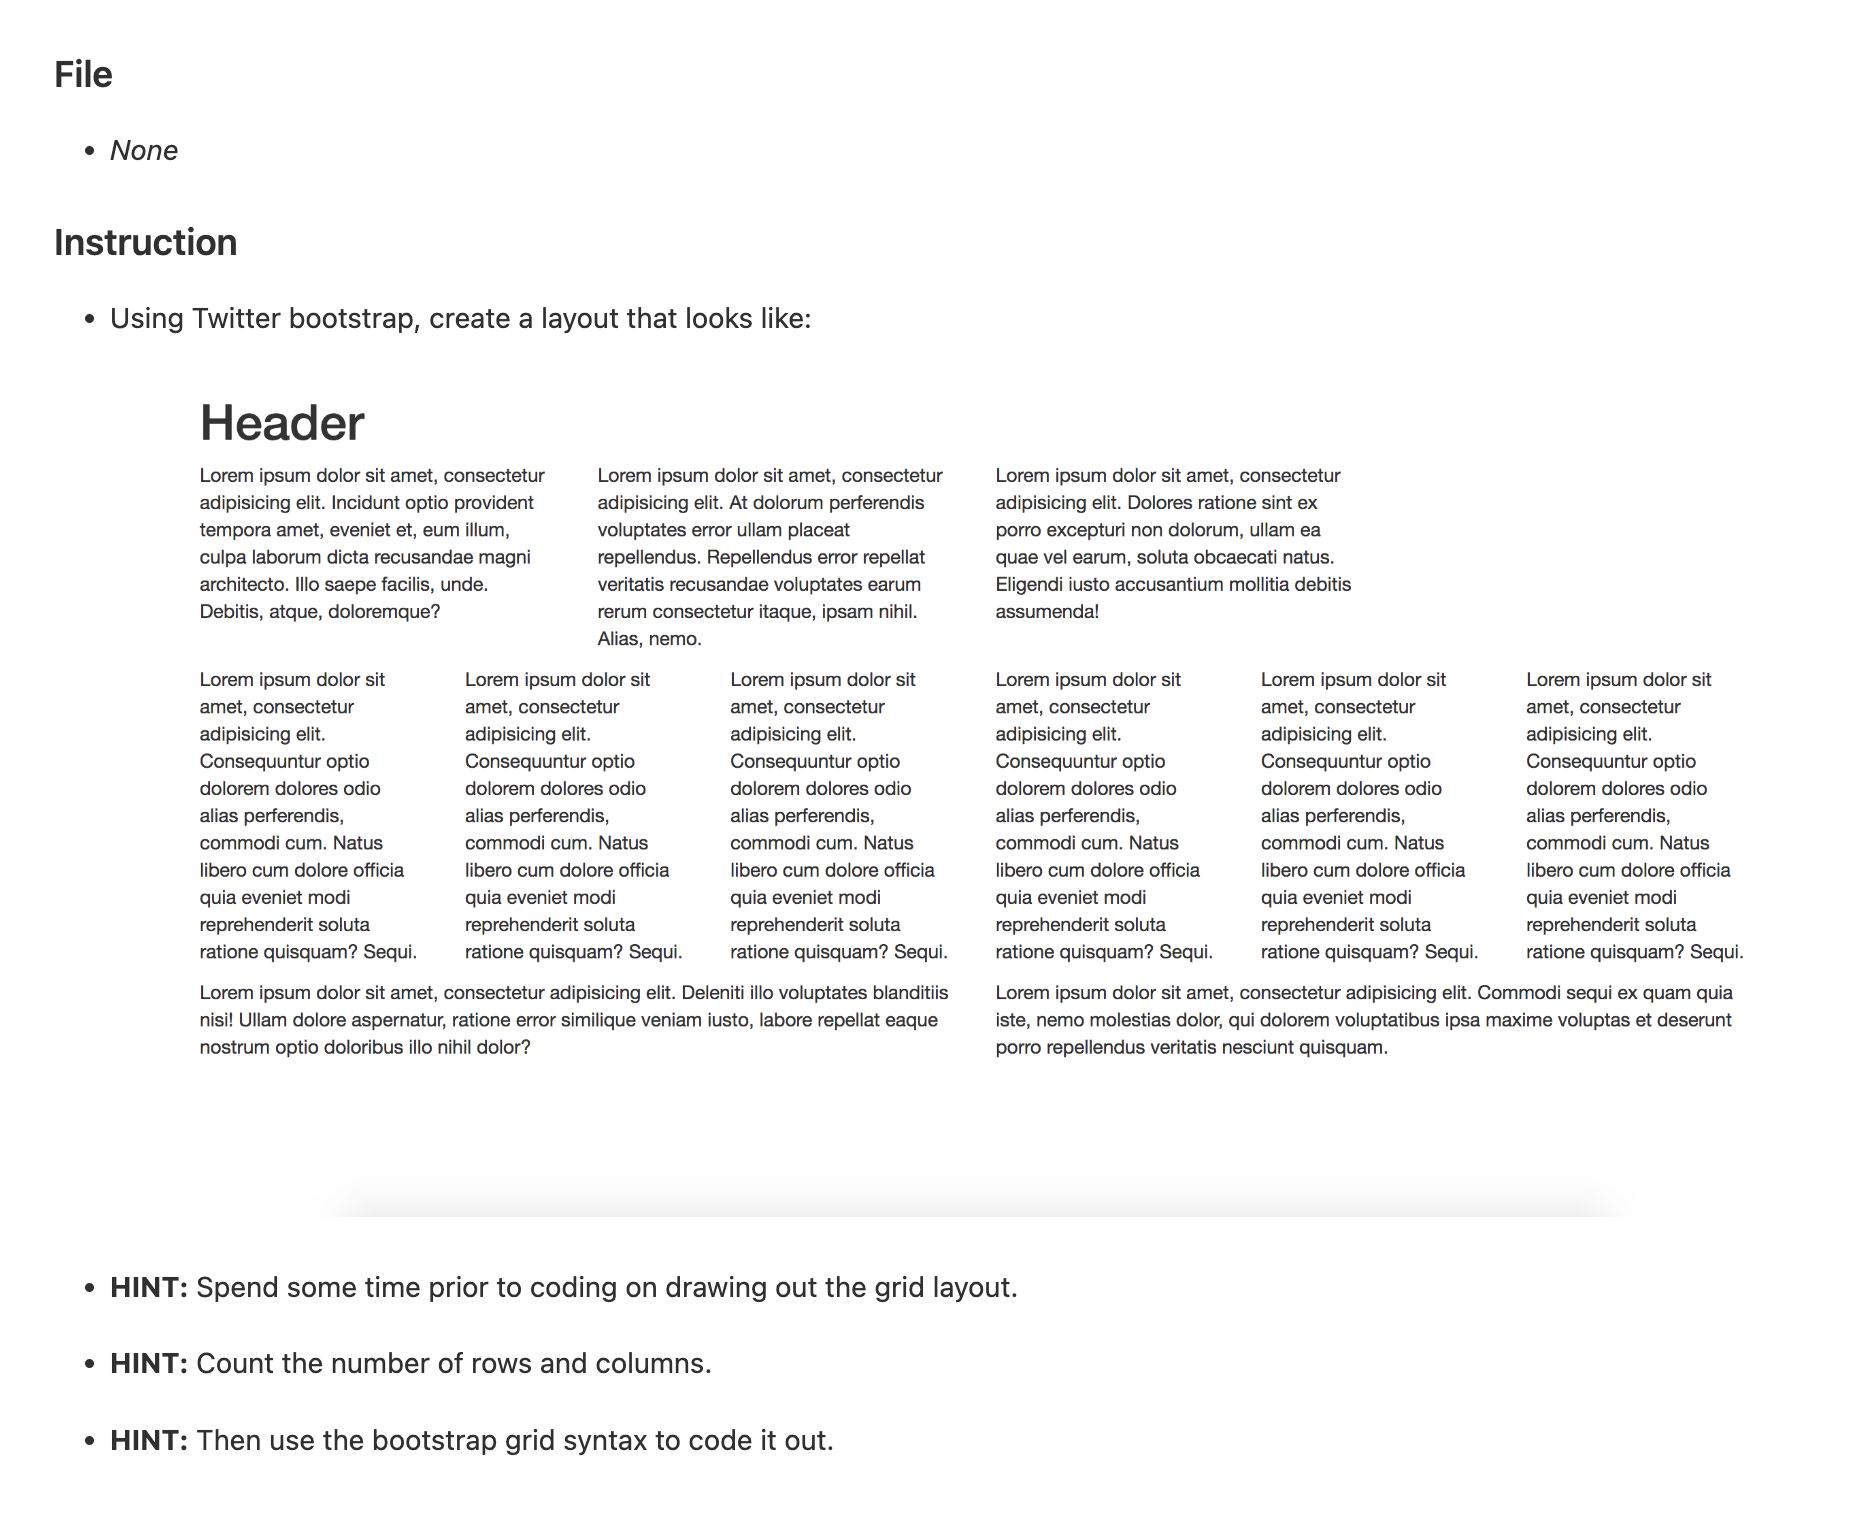 File
• None
Instruction
• Using Twitter bootstrap, create a layout that looks like:
Header
Lorem ipsum dolor sit amet, consectetur
adipisicing elit. Incidunt optio provident
tempora amet, eveniet et, eum illum,
culpa laborum dicta recusandae magni
architecto. Illo saepe facilis, unde.
Debitis, atque, doloremque?
Lorem ipsum dolor sit amet, consectetur
adipisicing elit. At dolorum perferendis
voluptates error ullam placeat
repellendus. Repellendus error repellat
veritatis recusandae voluptates earum
rerum consectetur itaque, ipsam nihil.
Alias, nemo.
Lorem ipsum dolor sit amet, consectetur
adipisicing elit. Dolores ratione sint ex
porro excepturi non dolorum, ullam ea
quae vel earum, soluta obcaecati natus.
Eligendi iusto accusantium mollitia debitis
assumenda!
Lorem ipsum dolor sit
amet, consectetur
adipisicing elit.
Consequuntur optio
dolorem dolores odio
alias perferendis,
commodi cum. Natus
libero cum dolore officia
quia eveniet modi
reprehenderit soluta
ratione quisquam? Sequi.
Lorem ipsum dolor sit
amet, consectetur
adipisicing elit.
Consequuntur optio
dolorem dolores odio
alias perferendis,
commodi cum. Natus
libero cum dolore officia
quia eveniet modi
reprehenderit soluta
ratione quisquam? Sequi.
Lorem ipsum dolor sit
amet, consectetur
adipisicing elit.
Consequuntur optio
dolorem dolores odio
alias perferendis,
commodi cum. Natus
libero cum dolore officia
quia eveniet modi
reprehenderit soluta
ratione quisquam? Sequi.
Lorem ipsum dolor sit
amet, consectetur
adipisicing elit.
Consequuntur optio
dolorem dolores odio
alias perferendis,
commodi cum. Natus
libero cum dolore officia
quia eveniet modi
reprehenderit soluta
ratione quisquam? Sequi.
Lorem ipsum dolor sit
amet, consectetur
adipisicing elit.
Consequuntur optio
dolorem dolores odio
alias perferendis,
commodi cum. Natus
libero cum dolore officia
quia eveniet modi
reprehenderit soluta
ratione quisquam? Sequi.
Lorem ipsum dolor sit
amet, consectetur
adipisicing elit.
Consequuntur optio
dolorem dolores odio
alias perferendis,
commodi cum. Natus
libero cum dolore officia
quia eveniet modi
reprehenderit soluta
ratione quisquam? Sequi.
Lorem ipsum dolor sit amet, consectetur adipisicing elit. Deleniti illo voluptates blanditiis
nisi! Ullam dolore aspernatur, ratione error similique veniam iusto, labore repellat eaque
nostrum optio doloribus illo nihil dolor?
Lorem ipsum dolor sit amet, consectetur adipisicing elit. Commodi sequi ex quam quia
iste, nemo molestias dolor, qui dolorem voluptatibus ipsa maxime voluptas et deserunt
porro repellendus veritatis nesciunt quisquam.
• HINT: Spend some time prior to coding on drawing out the grid layout.
• HINT: Count the number of rows and columns.
• HINT: Then use the bootstrap grid syntax to code it out.